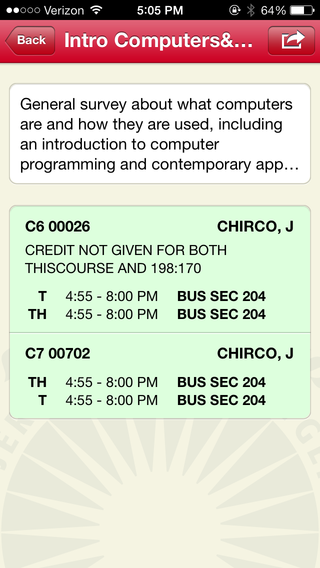 Verizon 5:05 PM 64%
Back Intro Computers&...
General survey about what computers
are and how they are used, including
an introduction to computer
programming and contemporary app...
C6 00026 CHIRCO, J
CREDIT NOT GIVEN FOR BOTH
THISCOURSE AND 198:170
T 4:55 - 8:00 PM BUS SEC 204
TH 4:55 - 8:00 PM BUS SEC 204
C7 00702 CHIRCO, J
TH 4:55 - 8:00 PM BUS SEC 204
T 4:55 - 8:00 PM BUS SEC 204